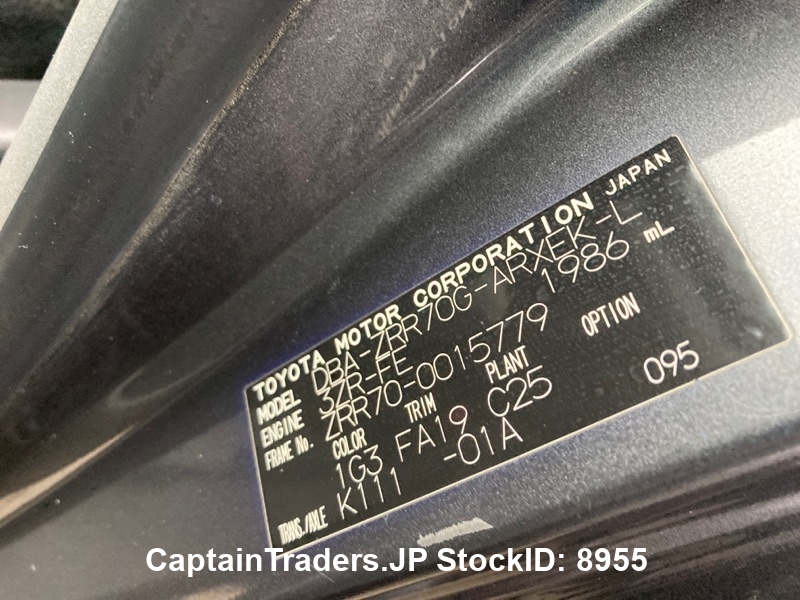 TOYOTA MOTOR CORPORATION JAPAN
MODEL DBA-ZRR70G-ARXEK-L
ENGINE 3ZR-FE 1986 mL
FRAME No. ZRR70-0015779
COLOR TRIM PLANT OPTION
1G3 FA19 C25 095
TRANS./AXLE K111 -01A
CaptainTraders.JP StockID: 8955